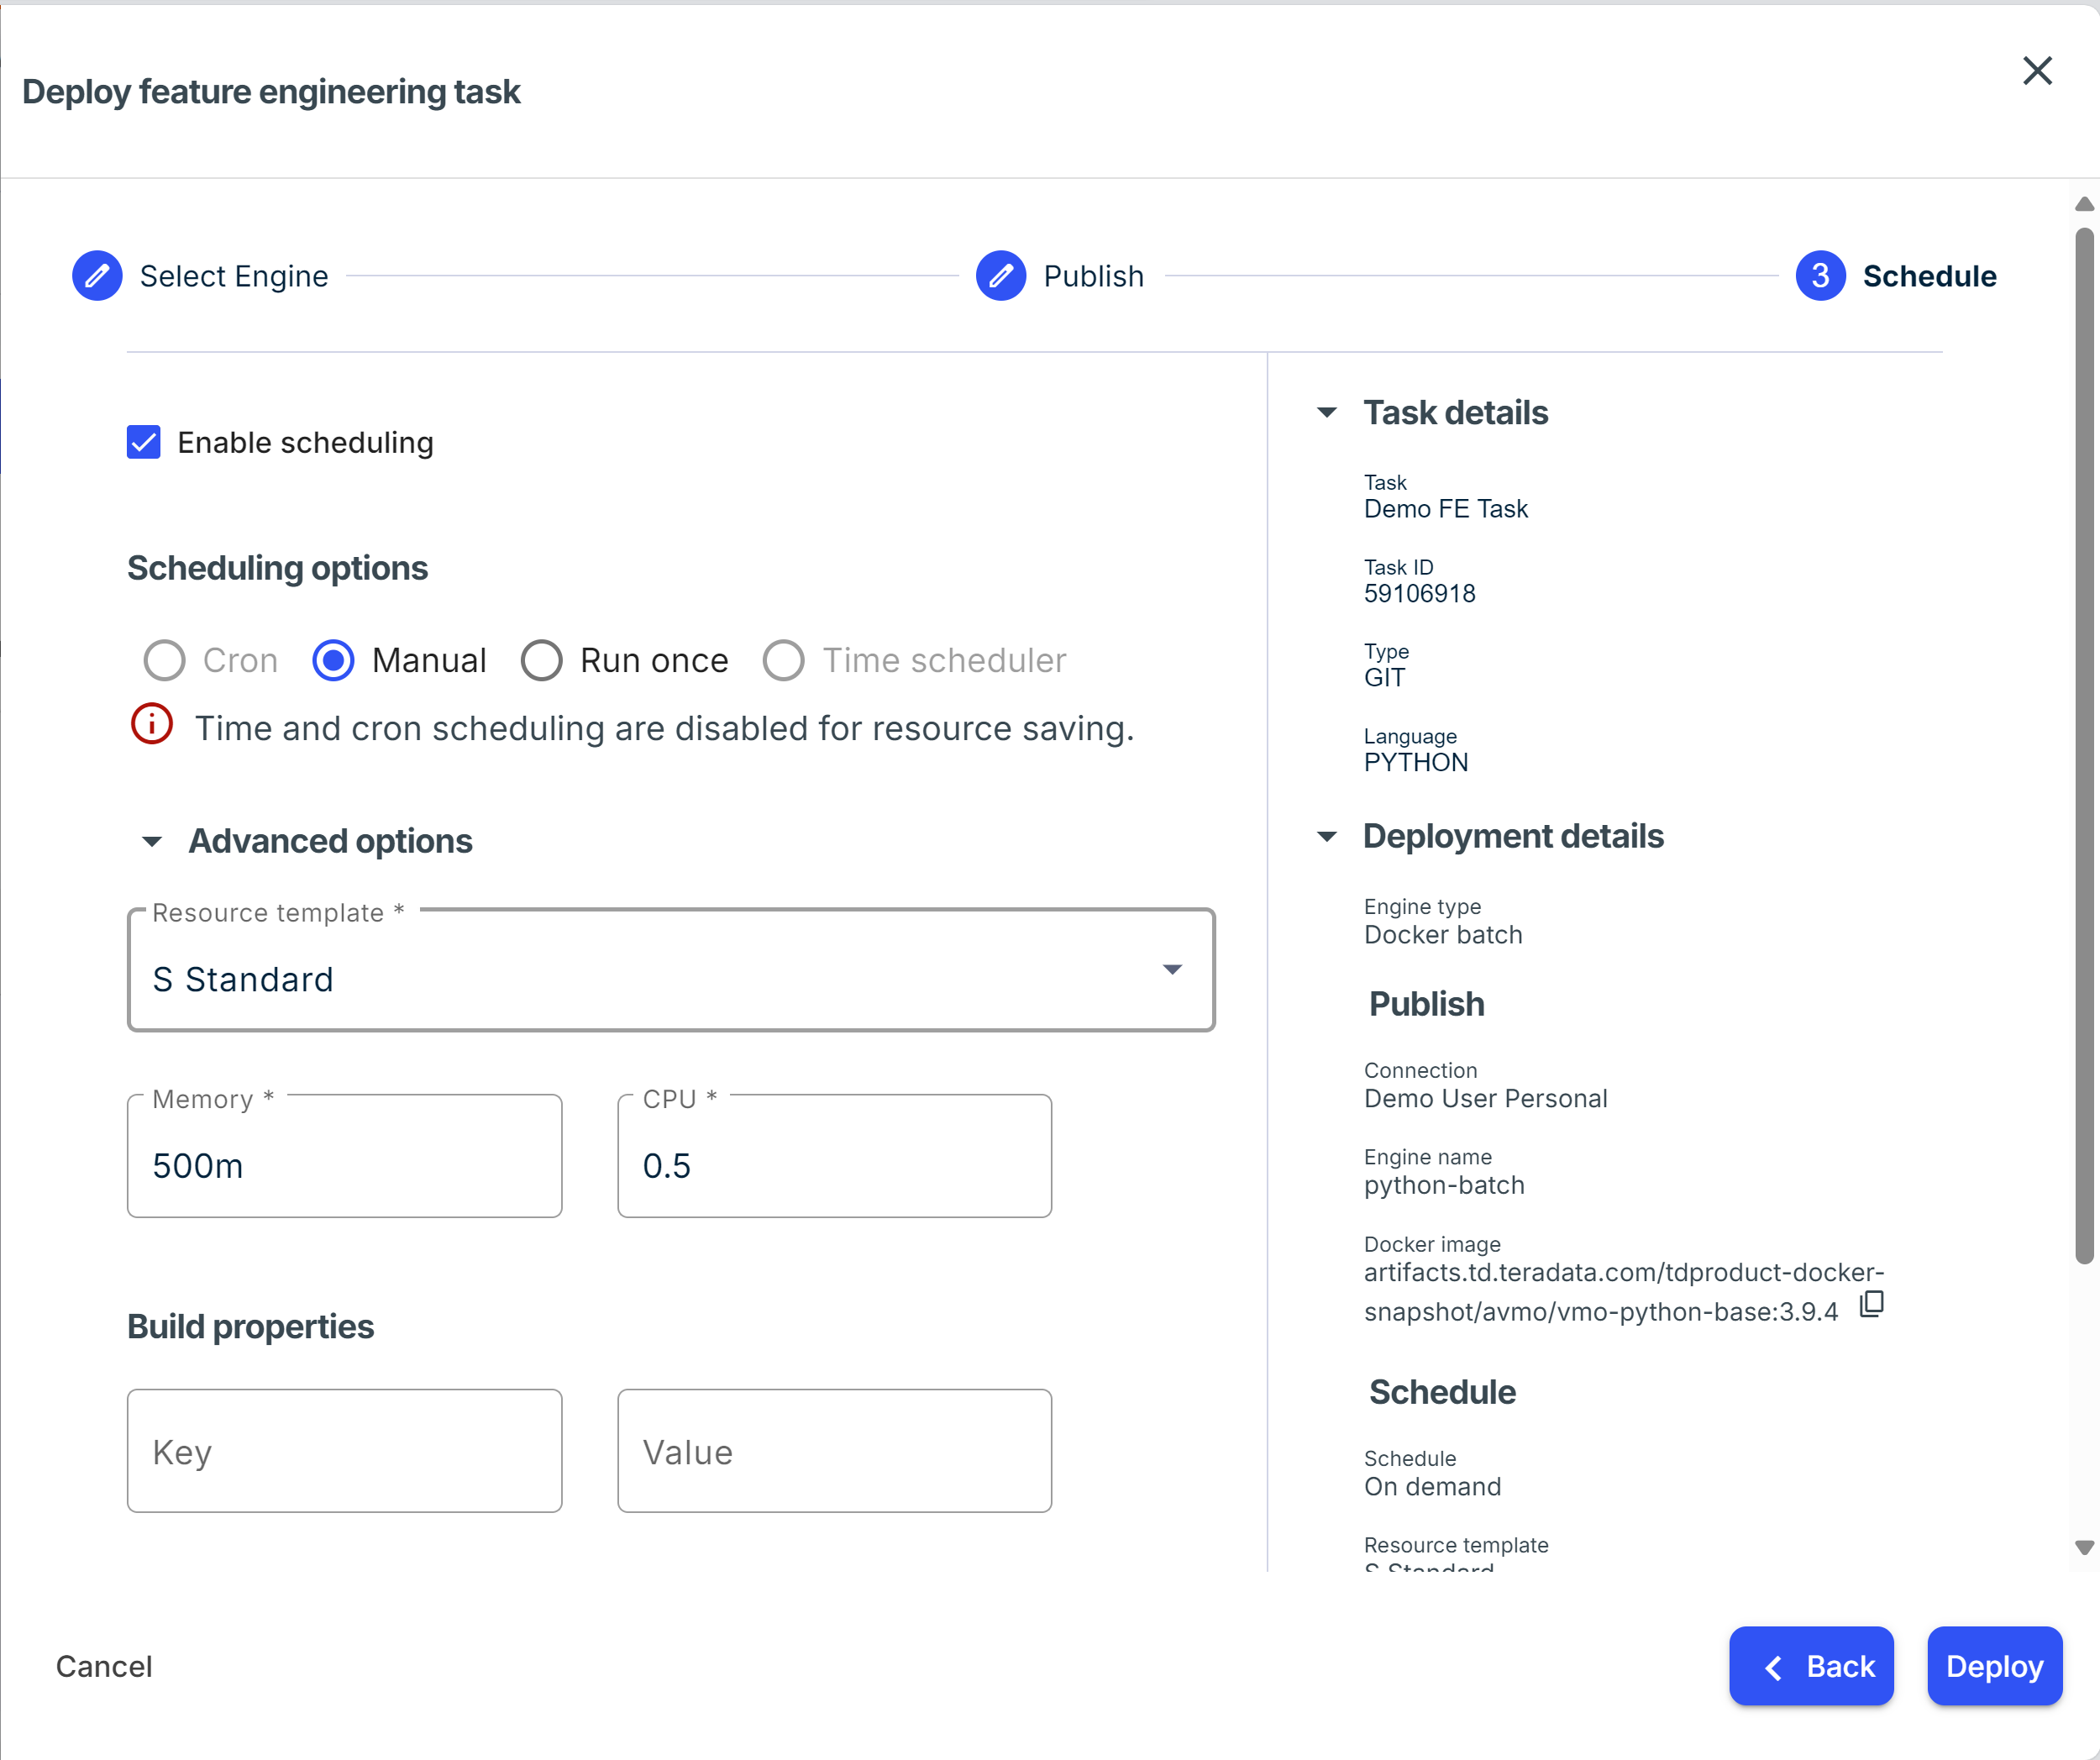 Deploy feature engineering task
Select Engine
Publish
3 Schedule
Enable scheduling
Scheduling options
Cron Manual Run once Time scheduler
Time and cron scheduling are disabled for resource saving.
Advanced options
Resource template *
S Standard
Memory * CPU *
500m 0.5
Build properties
Key Value
Task details
Task
Demo FE Task
Task ID
59106918
Type
GIT
Language
PYTHON
Deployment details
Engine type
Docker batch
Publish
Connection
Demo User Personal
Engine name
python-batch
Docker image
artifacts.td.teradata.com/tdproduct-docker-
snapshot/avmo/vmo-python-base:3.9.4
Schedule
Schedule
On demand
Resource template
S Standard
Cancel
Back
Deploy